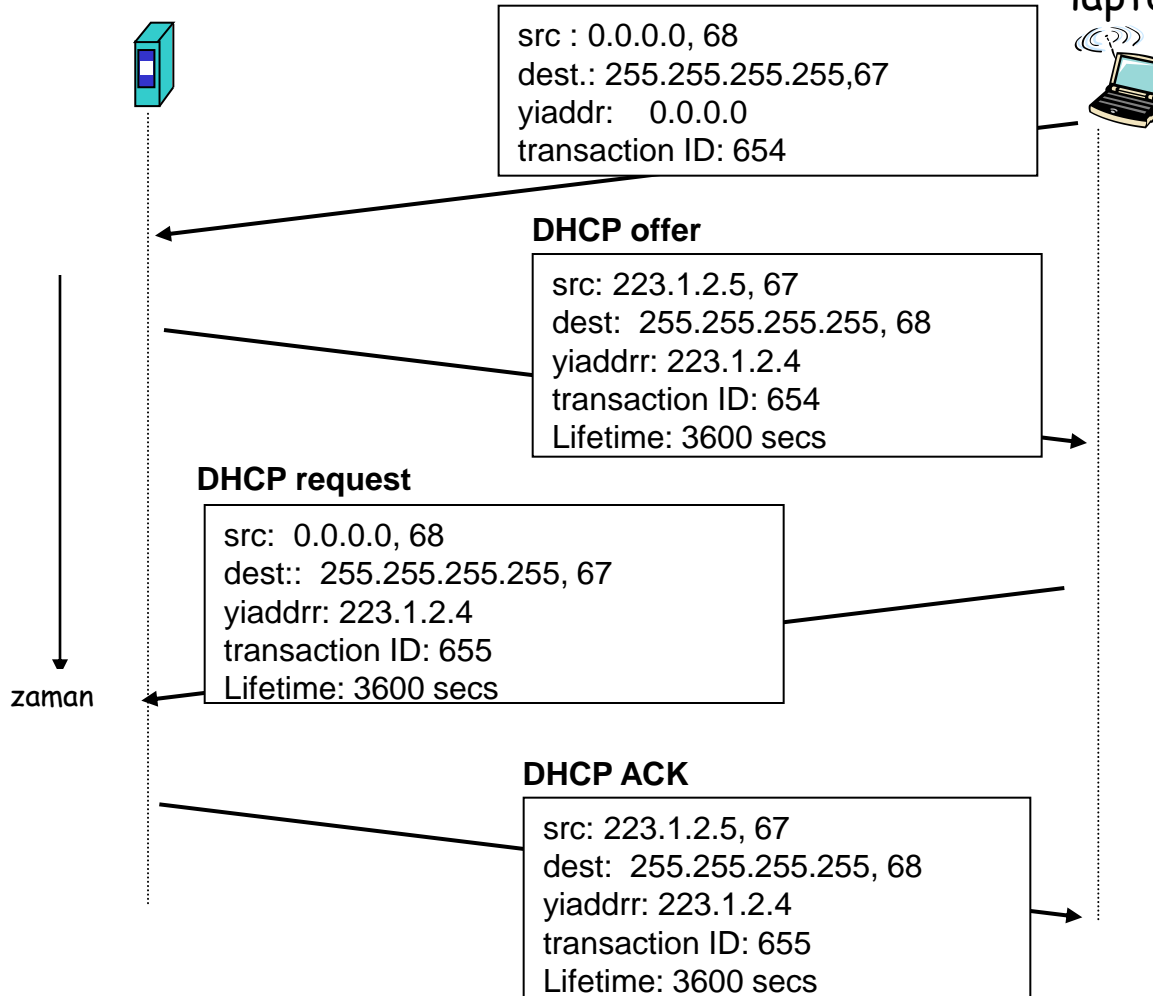 src : 0.0.0.0, 68
dest.: 255.255.255.255,67
yiaddr: 0.0.0.0
transaction ID: 654
DHCP offer
src: 223.1.2.5, 67
dest: 255.255.255.255, 68
yiaddrr: 223.1.2.4
transaction ID: 654
Lifetime: 3600 secs
DHCP request
src: 0.0.0.0, 68
dest:: 255.255.255.255, 67
yiaddrr: 223.1.2.4
transaction ID: 655
Lifetime: 3600 secs
zaman
DHCP ACK
src: 223.1.2.5, 67
dest: 255.255.255.255, 68
yiaddrr: 223.1.2.4
transaction ID: 655
Lifetime: 3600 secs